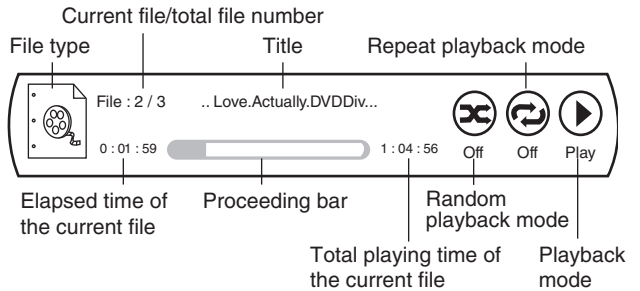 Current file/total file number
File type
Title
Repeat playback mode
File : 2 / 3
.. Love.Actually.DVDDiv...
0 : 01 : 59
1 : 04 : 56
Off
Off
Play
Elapsed time of
the current file
Proceeding bar
Random
playback mode
Total playing time of
the current file
Playback
mode